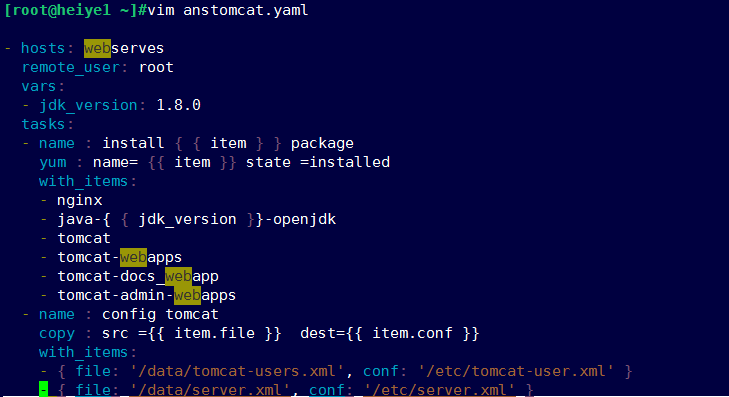 [root@heiye1 ~]#vim anstomcat.yaml
- hosts: webserves
remote_user: root
vars:
- jdk_version: 1.8.0
tasks:
- name : install { { item } } package
yum : name= {{ item }} state =installed
with_items:
- nginx
- java-{ { jdk_version }}-openjdk
- tomcat
- tomcat-webapps
- tomcat-docs_webapp
- tomcat-admin-webapps
- name : config tomcat
copy : src ={{ item.file }}  dest={{ item.conf }}
with_items:
- { file: '/data/tomcat-users.xml', conf: '/etc/tomcat-user.xml' }
- { file: '/data/server.xml', conf: '/etc/server.xml' }